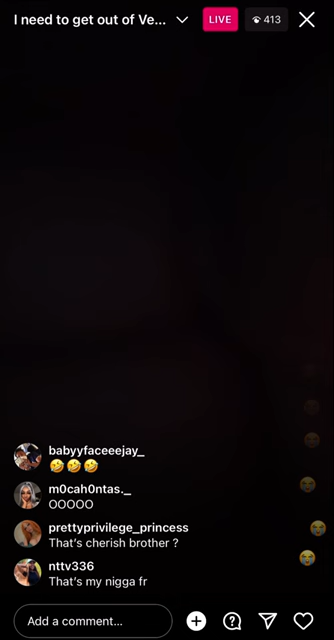 I need to get out of Ve...
LIVE
413
babyyfaceeejay_
🤣🤣🤣
m0cah0ntas._
OOOOO
prettyprivilege_princess
That's cherish brother ?
nttv336
That's my nigga fr
Add a comment...